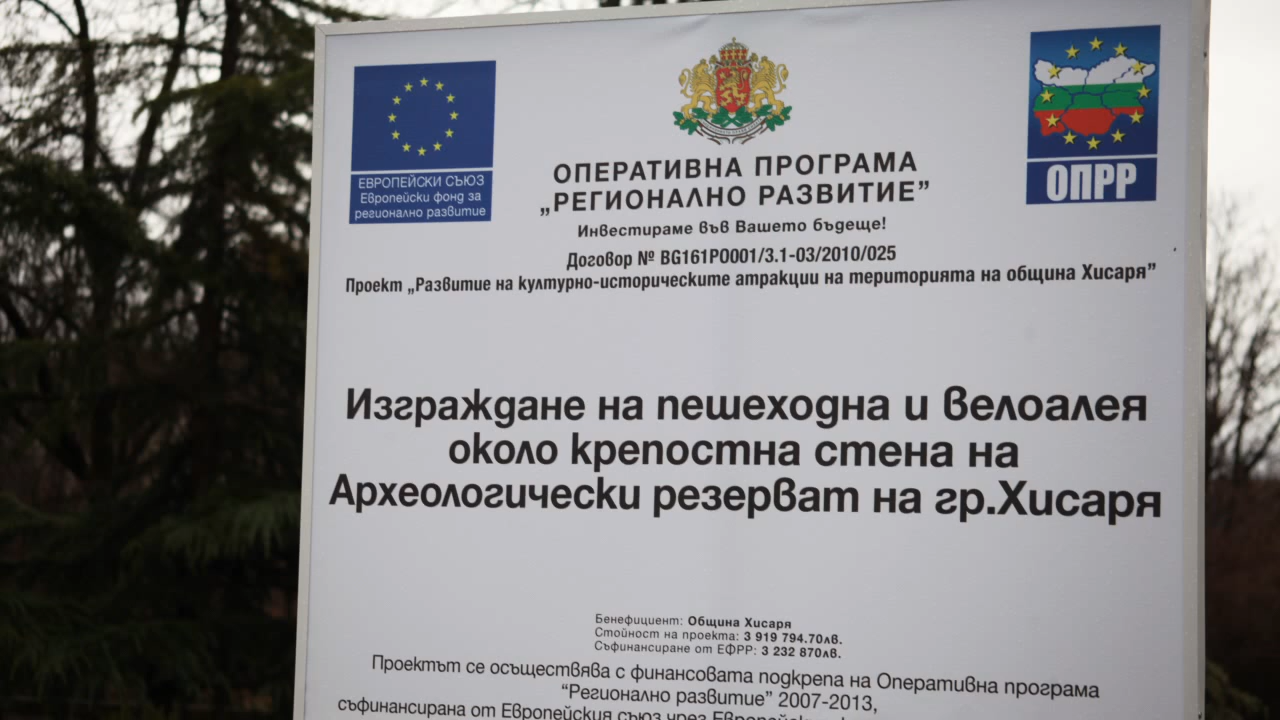 ЕВРОПЕЙСКИ СЪЮЗ
Европейски фонд за
регионално развитие
ОПРР
ОПЕРАТИВНА ПРОГРАМА
„РЕГИОНАЛНО РАЗВИТИЕ”
Инвестираме във Вашето бъдеще!
Договор № BG161PO001/3.1-03/2010/025
Проект „Развитие на културно-историческите атракции на територията на община Хисаря”
Изграждане на пешеходна и велоалея
около крепостна стена на
Археологически резерват на гр.Хисаря
Бенефициент: Община Хисаря
Стойност на проекта: 3 919 794.70лв.
Съфинансиране от ЕФРР: 3 232 870лв.
Проектът се осъществява с финансовата подкрепа на Оперативна програма
“Регионално развитие” 2007-2013,
съфинансирана от Европейския съюз чрез